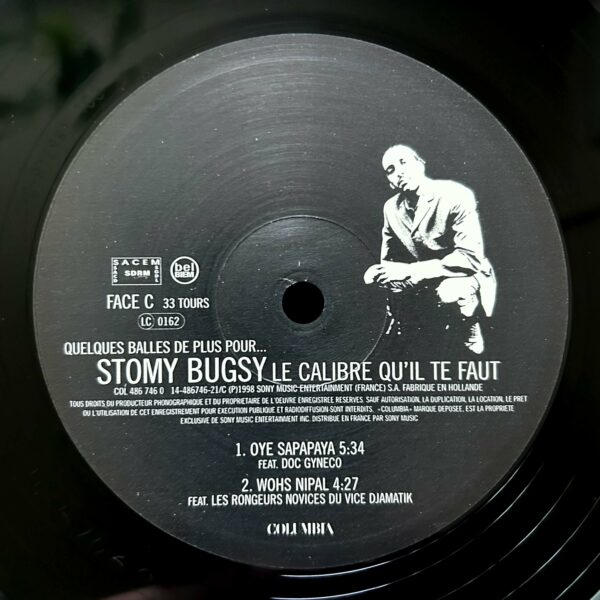 SACEM
SACD SDRM SGDL
bel
BIEM
FACE C 33 TOURS
LC 0162
QUELQUES BALLES DE PLUS POUR...
STOMY BUGSY LE CALIBRE QU'IL TE FAUT
COL 486 746 0 14-486746-21/C (P)1998 SONY MUSIC ENTERTAINMENT (FRANCE) S.A. FABRIQUE EN HOLLANDE
TOUS DROITS DU PRODUCTEUR PHONOGRAPHIQUE ET DU PROPRIETAIRE DE L'OEUVRE ENREGISTREE RESERVES. SAUF AUTORISATION, LA DUPLICATION, LA LOCATION, LE PRET
OU L'UTILISATION DE CET ENREGISTREMENT POUR EXECUTION PUBLIQUE ET RADIODIFFUSION SONT INTERDITS. «COLUMBIA» MARQUE DEPOSEE, EST LA PROPRIETE
EXCLUSIVE DE SONY MUSIC ENTERTAINMENT INC. DISTRIBUE EN FRANCE PAR SONY MUSIC
1. OYE SAPAPAYA 5:34
FEAT. DOC GYNECO
2. WOHS NIPAL 4:27
FEAT. LES RONGEURS NOVICES DU VICE DJAMATIK
COLUMBIA